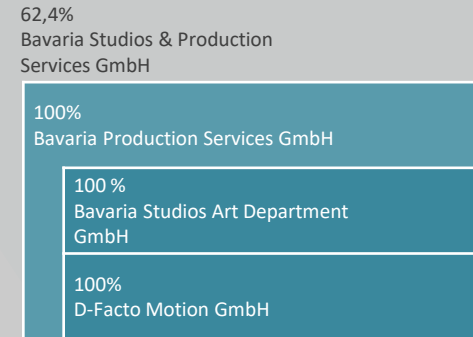 62,4%
Bavaria Studios & Production
Services GmbH
100%
Bavaria Production Services GmbH
100 %
Bavaria Studios Art Department
GmbH
100%
D-Facto Motion GmbH